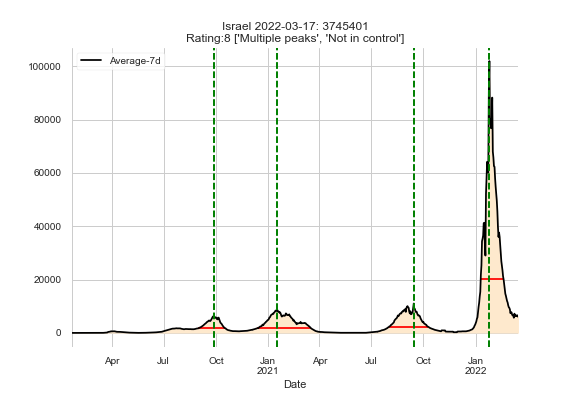 Israel 2022-03-17: 3745401
Rating:8 ['Multiple peaks', 'Not in control']
Average-7d
100000
80000
60000
40000
20000
0
Apr Jul Oct Jan Apr Jul Oct Jan
2021 2022
Date